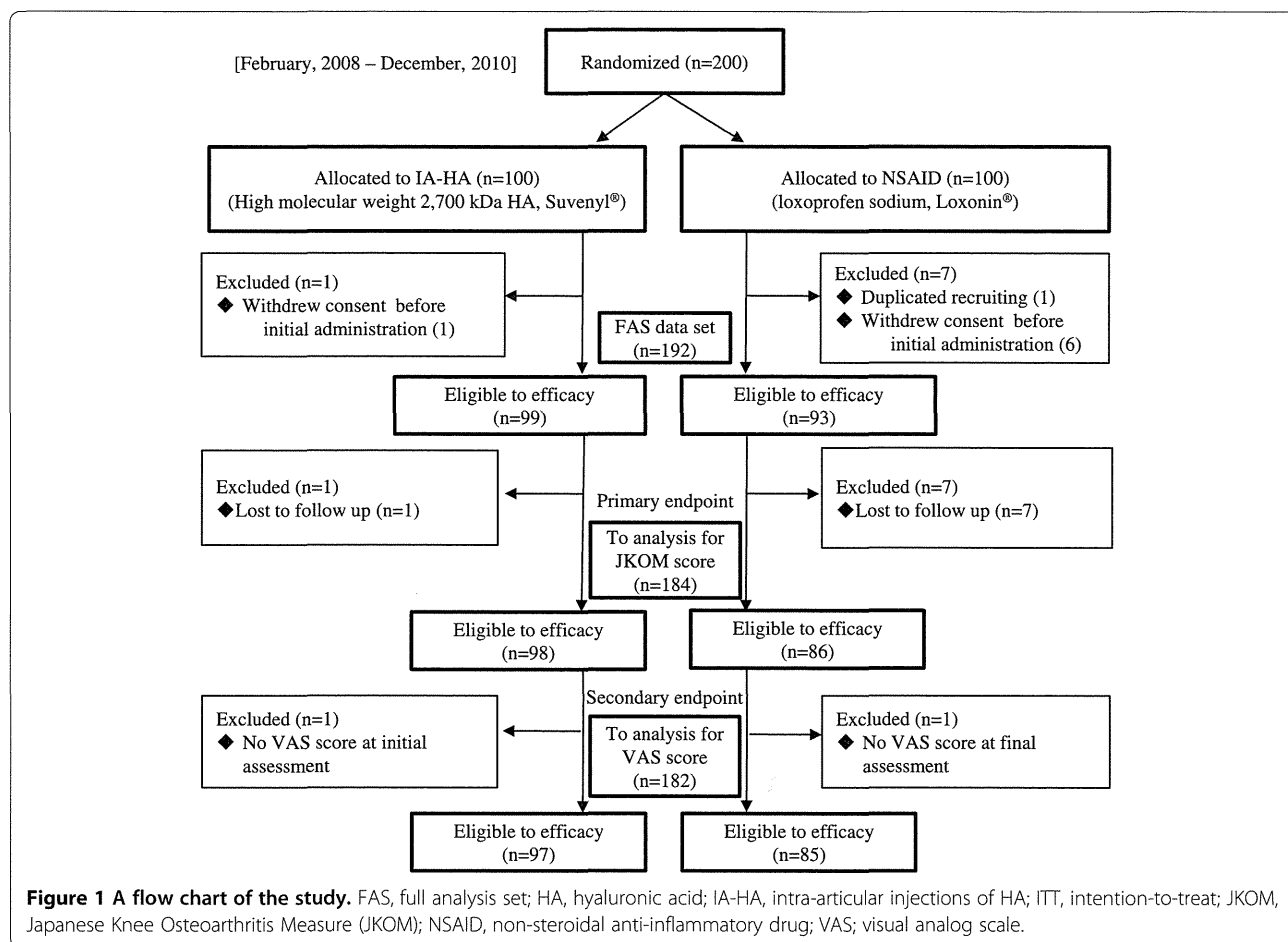 [February, 2008 – December, 2010]
Randomized (n=200)
Allocated to IA-HA (n=100)
(High molecular weight 2,700 kDa HA, Suvenyl®)
Allocated to NSAID (n=100)
(loxoprofen sodium, Loxonin®)
Excluded (n=1)
◆ Withdrew consent before
initial administration (1)
Excluded (n=7)
◆ Duplicated recruiting (1)
◆ Withdrew consent before
initial administration (6)
FAS data set
(n=192)
Eligible to efficacy
(n=99)
Eligible to efficacy
(n=93)
Excluded (n=1)
◆Lost to follow up (n=1)
Primary endpoint
Excluded (n=7)
◆Lost to follow up (n=7)
To analysis for
JKOM score
(n=184)
Eligible to efficacy
(n=98)
Eligible to efficacy
(n=86)
Secondary endpoint
Excluded (n=1)
◆ No VAS score at initial
assessment
To analysis for
VAS score
(n=182)
Excluded (n=1)
◆ No VAS score at final
assessment
Eligible to efficacy
(n=97)
Eligible to efficacy
(n=85)
Figure 1 A flow chart of the study. FAS, full analysis set; HA, hyaluronic acid; IA-HA, intra-articular injections of HA; ITT, intention-to-treat; JKOM,
Japanese Knee Osteoarthritis Measure (JKOM); NSAID, non-steroidal anti-inflammatory drug; VAS; visual analog scale.